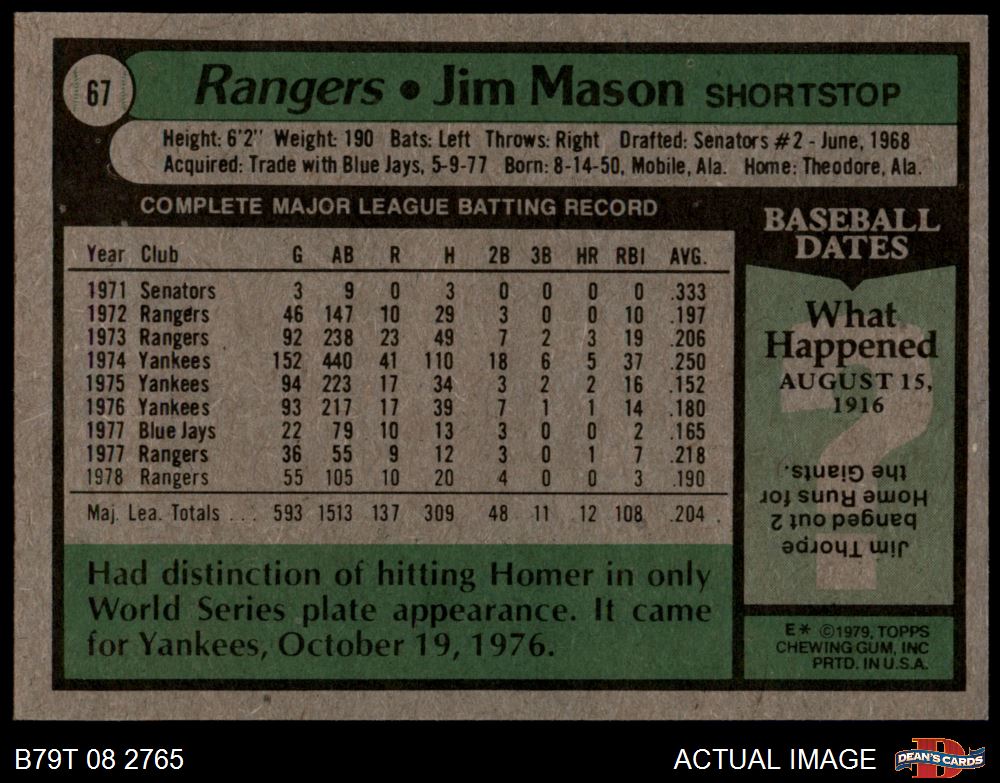 67
Rangers • Jim Mason SHORTSTOP
Height: 6'2" Weight: 190 Bats: Left Throws: Right Drafted: Senators #2 - June, 1968
Acquired: Trade with Blue Jays, 5-9-77 Born: 8-14-50, Mobile, Ala. Home: Theodore, Ala.
COMPLETE MAJOR LEAGUE BATTING RECORD
Year Club G AB R H 2B 3B HR RBI AVG.
1971 Senators 3 9 0 3 0 0 0 0 .333
1972 Rangers 46 147 10 29 3 0 0 10 .197
1973 Rangers 92 238 23 49 7 2 3 19 .206
1974 Yankees 152 440 41 110 18 6 5 37 .250
1975 Yankees 94 223 17 34 3 2 2 16 .152
1976 Yankees 93 217 17 39 7 1 1 14 .180
1977 Blue Jays 22 79 10 13 3 0 0 2 .165
1977 Rangers 36 55 9 12 3 0 1 7 .218
1978 Rangers 55 105 10 20 4 0 0 3 .190
Maj. Lea. Totals ... 593 1513 137 309 48 11 12 108 .204
Had distinction of hitting Homer in only
World Series plate appearance. It came
for Yankees, October 19, 1976.
BASEBALL
DATES
What
Happened
AUGUST 15,
1916
Jim Thorpe
banged out 2
Home Runs for
the Giants.
E* ©1979, TOPPS
CHEWING GUM, INC
PRTD. IN U.S.A.
B79T 08 2765
ACTUAL IMAGE
DEAN'S CARDS